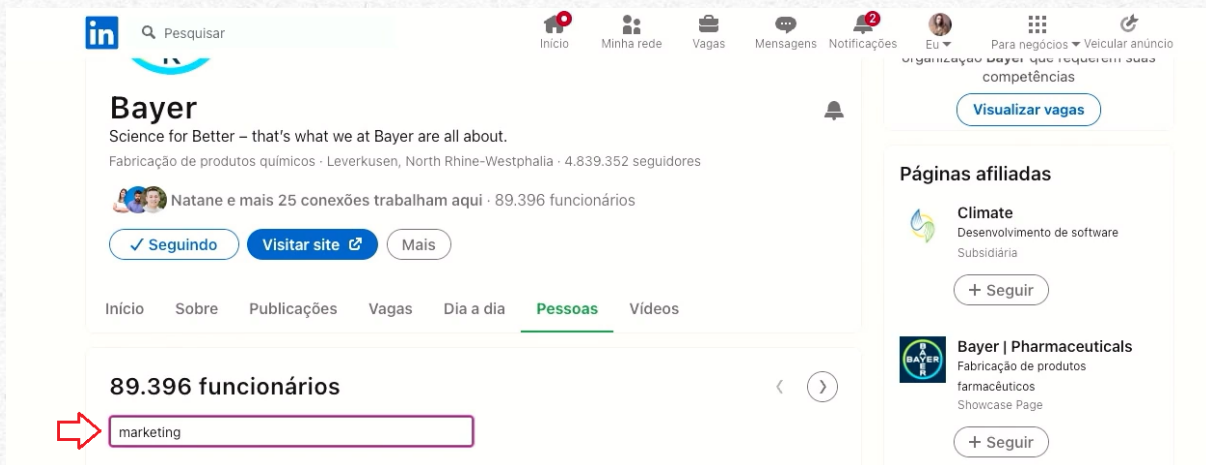 in
Pesquisar
Início
Minha rede
Vagas
Mensagens
2
Notificações
Eu
Para negócios
Veicular anúncio
organização Bayer que requerem suas
competências
Visualizar vagas
Bayer
Science for Better – that's what we at Bayer are all about.
Fabricação de produtos químicos · Leverkusen, North Rhine-Westphalia · 4.839.352 seguidores
Natane e mais 25 conexões trabalham aqui · 89.396 funcionários
Seguindo
Visitar site
Mais
Início Sobre Publicações Vagas Dia a dia Pessoas Vídeos
89.396 funcionários
marketing
Páginas afiliadas
Climate
Desenvolvimento de software
Subsidiária
+ Seguir
BAYER
BAYER
Bayer | Pharmaceuticals
Fabricação de produtos
farmacêuticos
Showcase Page
+ Seguir